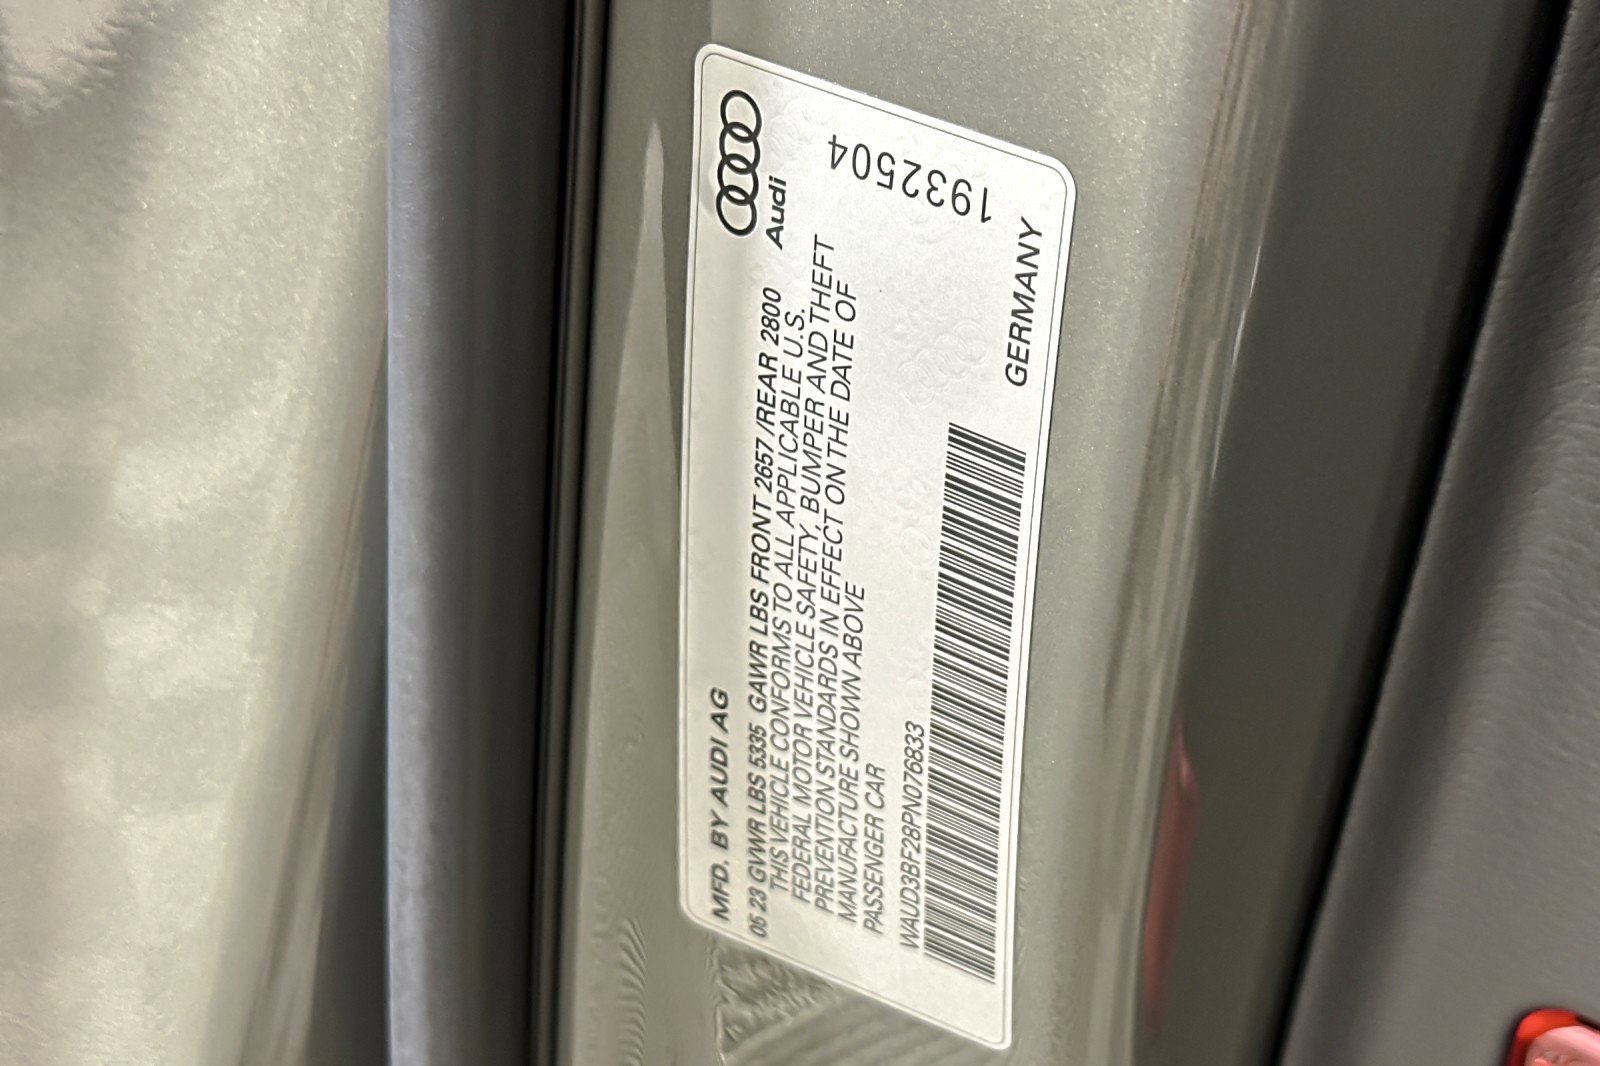 MFD. BY AUDI AG
Audi
05 23 GVWR LBS 5335 GAWR LBS FRONT 2657/REAR 2800
THIS VEHICLE CONFORMS TO ALL APPLICABLE U.S.
FEDERAL MOTOR VEHICLE SAFETY, BUMPER AND THEFT
PREVENTION STANDARDS IN EFFECT ON THE DATE OF
MANUFACTURE SHOWN ABOVE
PASSENGER CAR
1932504
WAUD3BF28PN076833
GERMANY